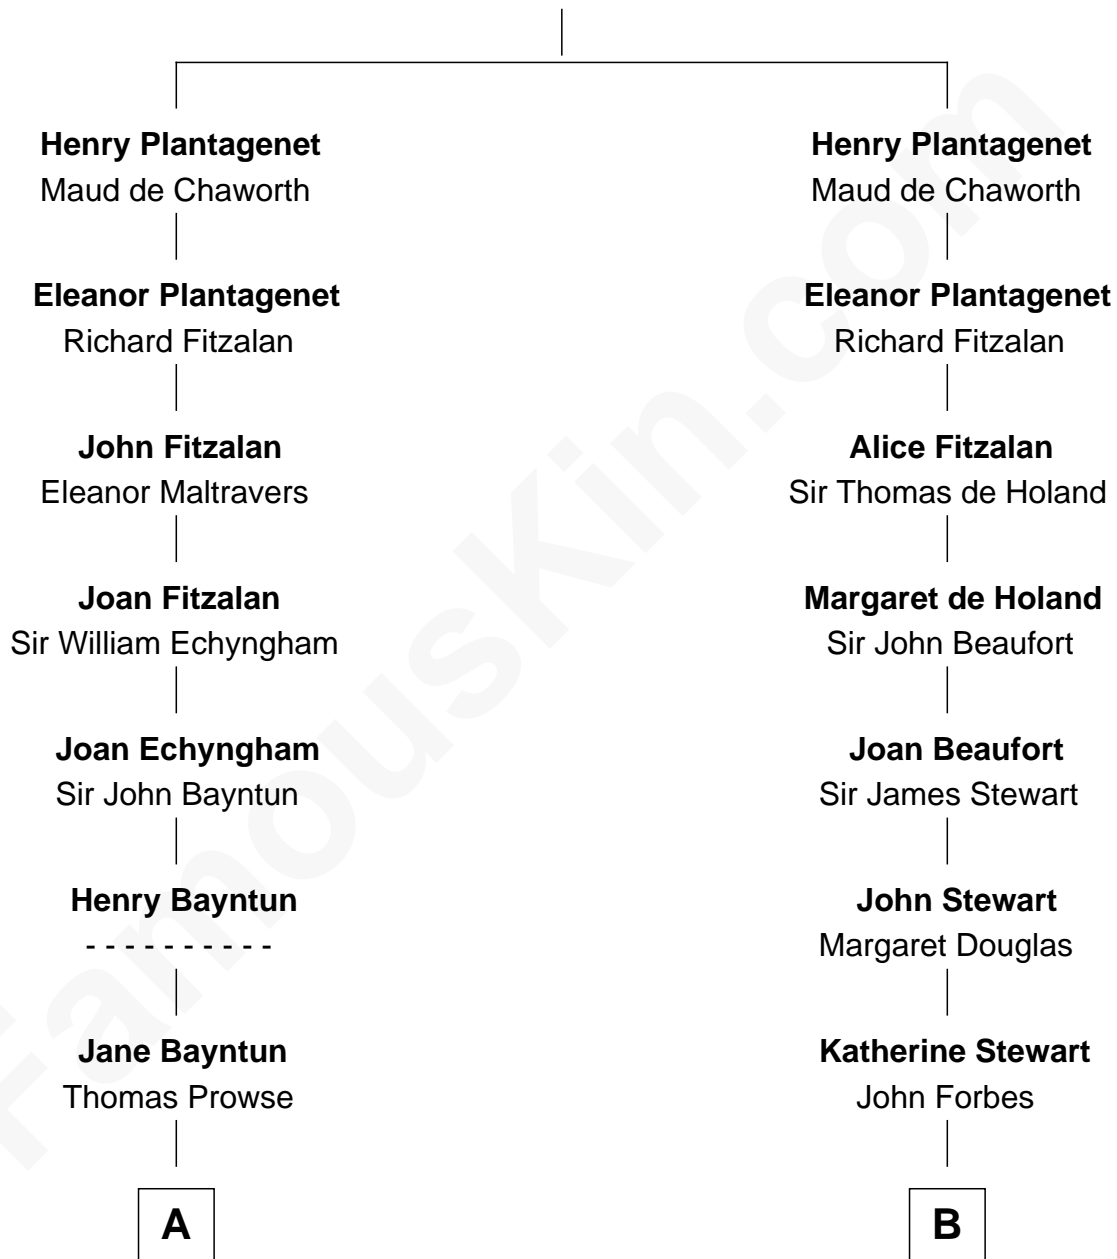 Henry Plantagenet
Maud de Chaworth
Eleanor Plantagenet
Richard Fitzalan
John Fitzalan
Eleanor Maltravers
Joan Fitzalan
Sir William Echyngham
Joan Echyngham
Sir John Bayntun
Henry Bayntun
- - - - - - - - - -
Jane Bayntun
Thomas Prowse
A
Henry Plantagenet
Maud de Chaworth
Eleanor Plantagenet
Richard Fitzalan
Alice Fitzalan
Sir Thomas de Holand
Margaret de Holand
Sir John Beaufort
Joan Beaufort
Sir James Stewart
John Stewart
Margaret Douglas
Katherine Stewart
John Forbes
B
FamousKin.com